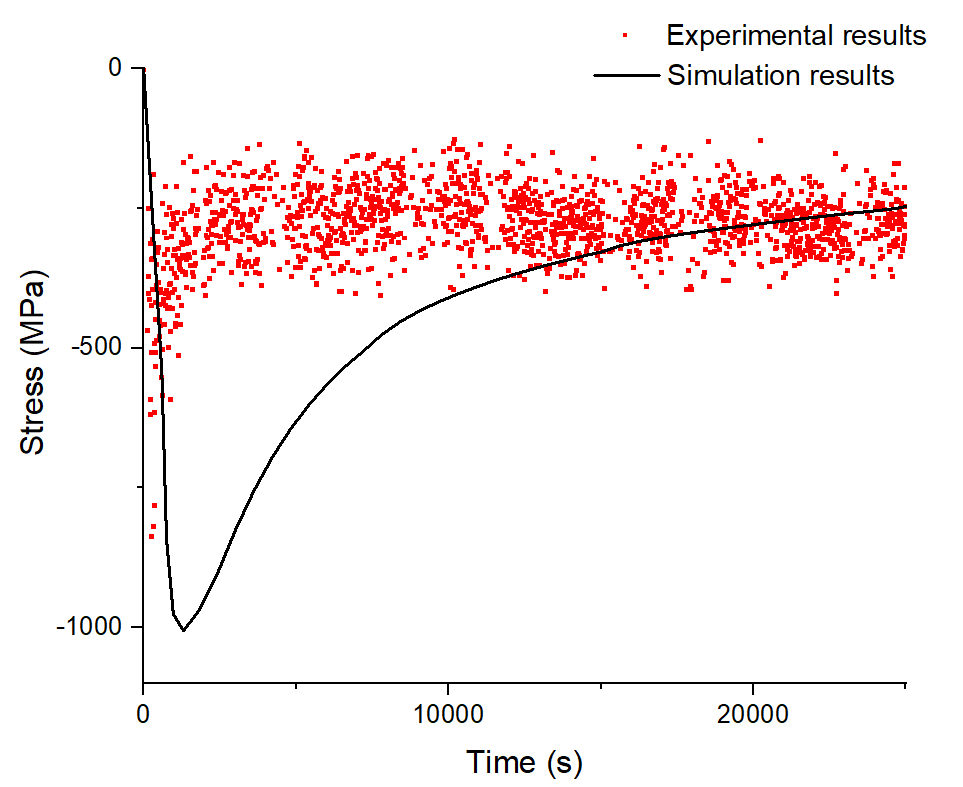 Experimental results
Simulation results
0
-500
-1000
Stress (MPa)
0
10000
20000
Time (s)